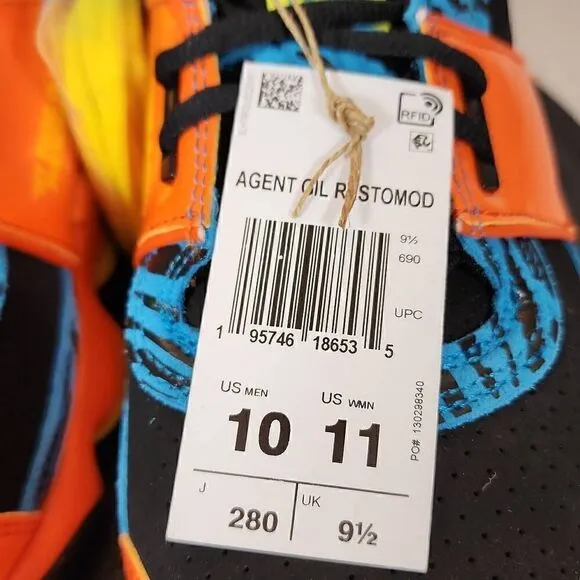 RFID
AGENT GIL RESTOMOD
9½
690
UPC
1 95746 18653 5
US MEN
10
US WMN
11
PO# 130298340
J
280
UK
9½